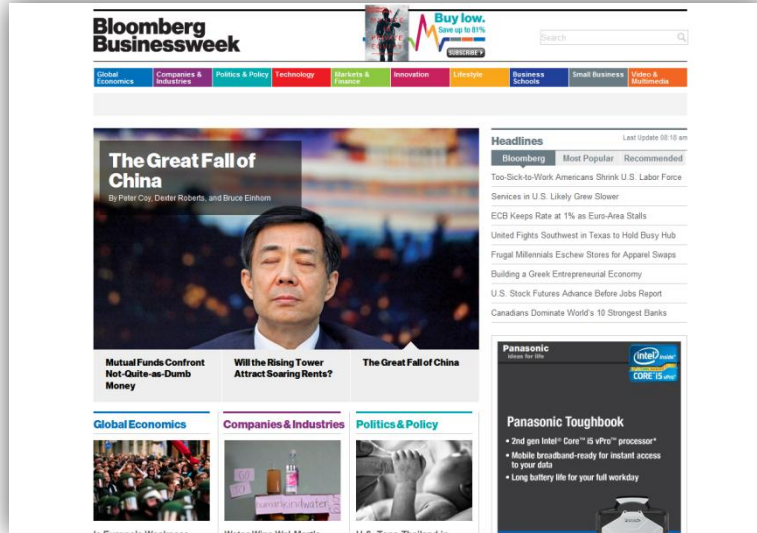 Bloomberg
Businessweek
Buy low.
Save up to 81%
SUBSCRIBE
Search
Global
Economics
Companies &
Industries
Politics & Policy
Technology
Markets &
Finance
Innovation
Lifestyle
Business
Schools
Small Business
Video &
Multimedia
The Great Fall of
China
By Peter Coy, Dexter Roberts, and Bruce Einhorn
Mutual Funds Confront
Not-Quite-as-Dumb
Money
Will the Rising Tower
Attract Soaring Rents?
The Great Fall of China
Headlines
Last Update 08:18 am
Bloomberg
Most Popular
Recommended
Too-Sick-to-Work Americans Shrink U.S. Labor Force
Services in U.S. Likely Grew Slower
ECB Keeps Rate at 1% as Euro-Area Stalls
United Fights Southwest in Texas to Hold Busy Hub
Frugal Millennials Eschew Stores for Apparel Swaps
Building a Greek Entrepreneurial Economy
U.S. Stock Futures Advance Before Jobs Report
Canadians Dominate World's 10 Strongest Banks
Panasonic
ideas for life
intel inside
CORE i5 vPro
Panasonic Toughbook
• 2nd gen Intel® Core™ i5 vPro™ processor*
• Mobile broadband-ready for instant access
to your data
• Long battery life for your full workday
Global Economics
Companies & Industries
Politics & Policy